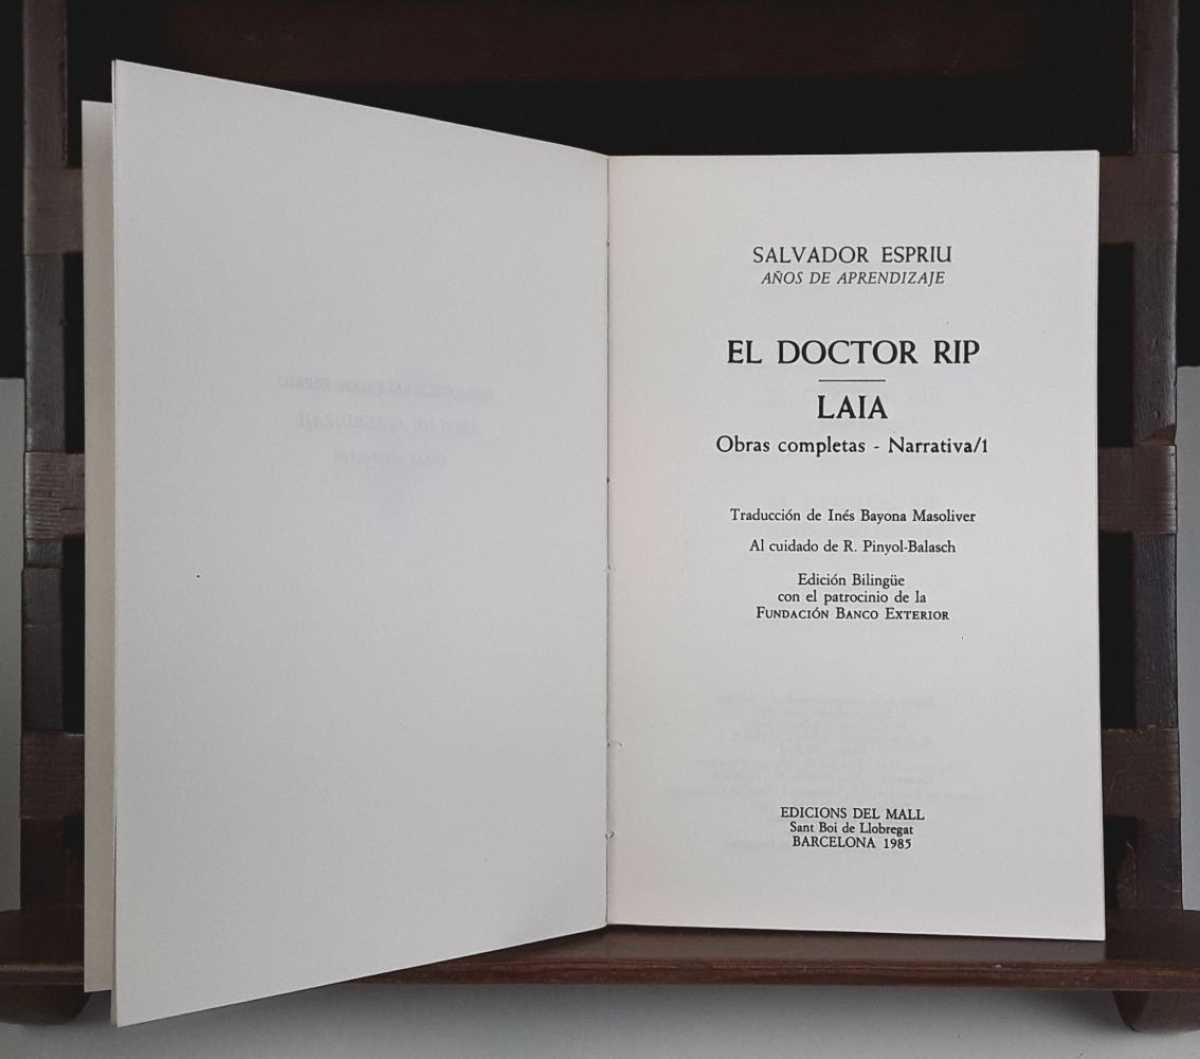 SALVADOR ESPRIU
AÑOS DE APRENDIZAJE
EL DOCTOR RIP
LAIA
Obras completas - Narrativa/1
Traducción de Inés Bayona Masoliver
Al cuidado de R. Pinyol-Balasch
Edición Bilingüe
con el patrocinio de la
FUNDACIÓN BANCO EXTERIOR
EDICIONS DEL MALL
Sant Boi de Llobregat
BARCELONA 1985